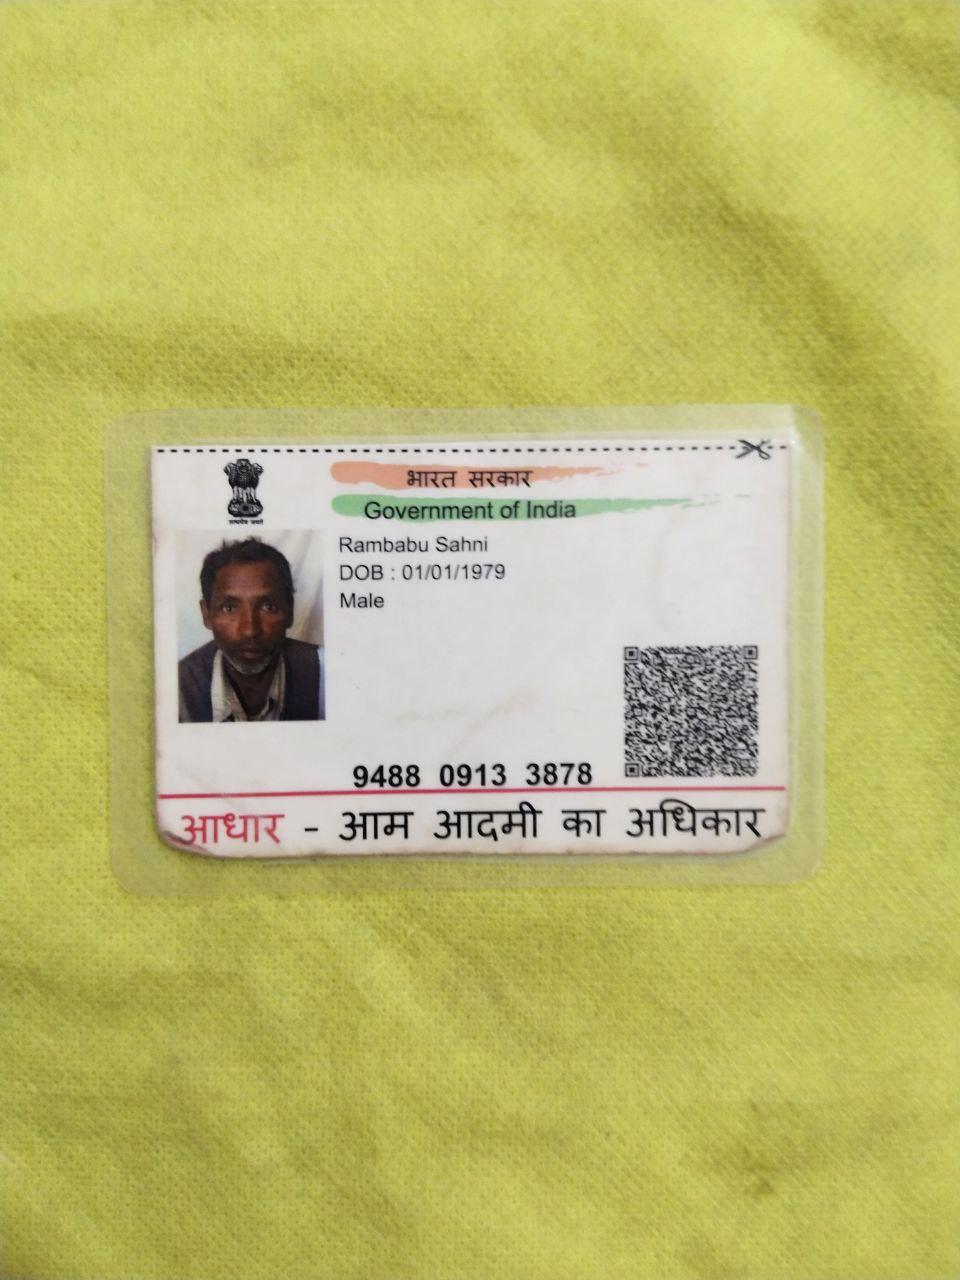 भारत सरकार
Government of India
सत्यमेव जयते
Rambabu Sahni
DOB : 01/01/1979
Male
9488 0913 3878
आधार - आम आदमी का अधिकार